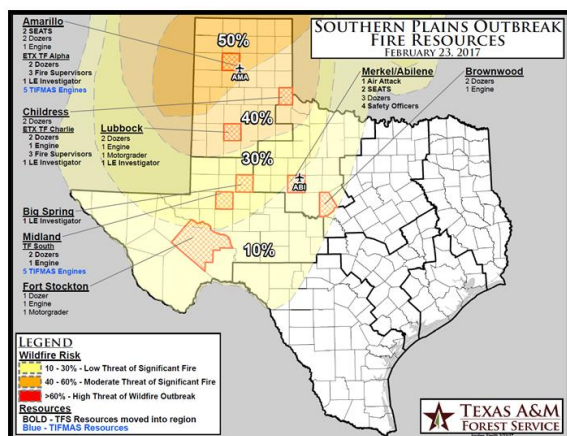 SOUTHERN PLAINS OUTBREAK
FIRE RESOURCES
FEBRUARY 23, 2017
Amarillo
2 SEATS
2 Dozers
1 Engine
ETX TF Alpha
2 Dozers
3 Fire Supervisors
1 LE Investigator
5 TIFMAS Engines
Childress
2 Dozers
ETX TF Charlie
2 Dozers
1 Engine
3 Fire Supervisors
1 LE Investigator
Lubbock
2 Dozers
1 Engine
1 Motorgrader
1 LE Investigator
Big Spring
1 LE Investigator
Midland
TF South
2 Dozers
1 Engine
5 TIFMAS Engines
Fort Stockton
1 Dozer
1 Engine
1 Motorgrader
Merkel/Abilene
1 Air Attack
2 SEATS
3 Dozers
4 Safety Officers
Brownwood
2 Dozers
1 Engine
50%
AMA
40%
30%
ABI
10%
LEGEND
Wildfire Risk
10 - 30% - Low Threat of Significant Fire
40 - 60% - Moderate Threat of Significant Fire
>60% - High Threat of Wildfire Outbreak
Resources
BOLD - TFS Resources moved into region
Blue - TIFMAS Resources
TEXAS A&M
FOREST SERVICE